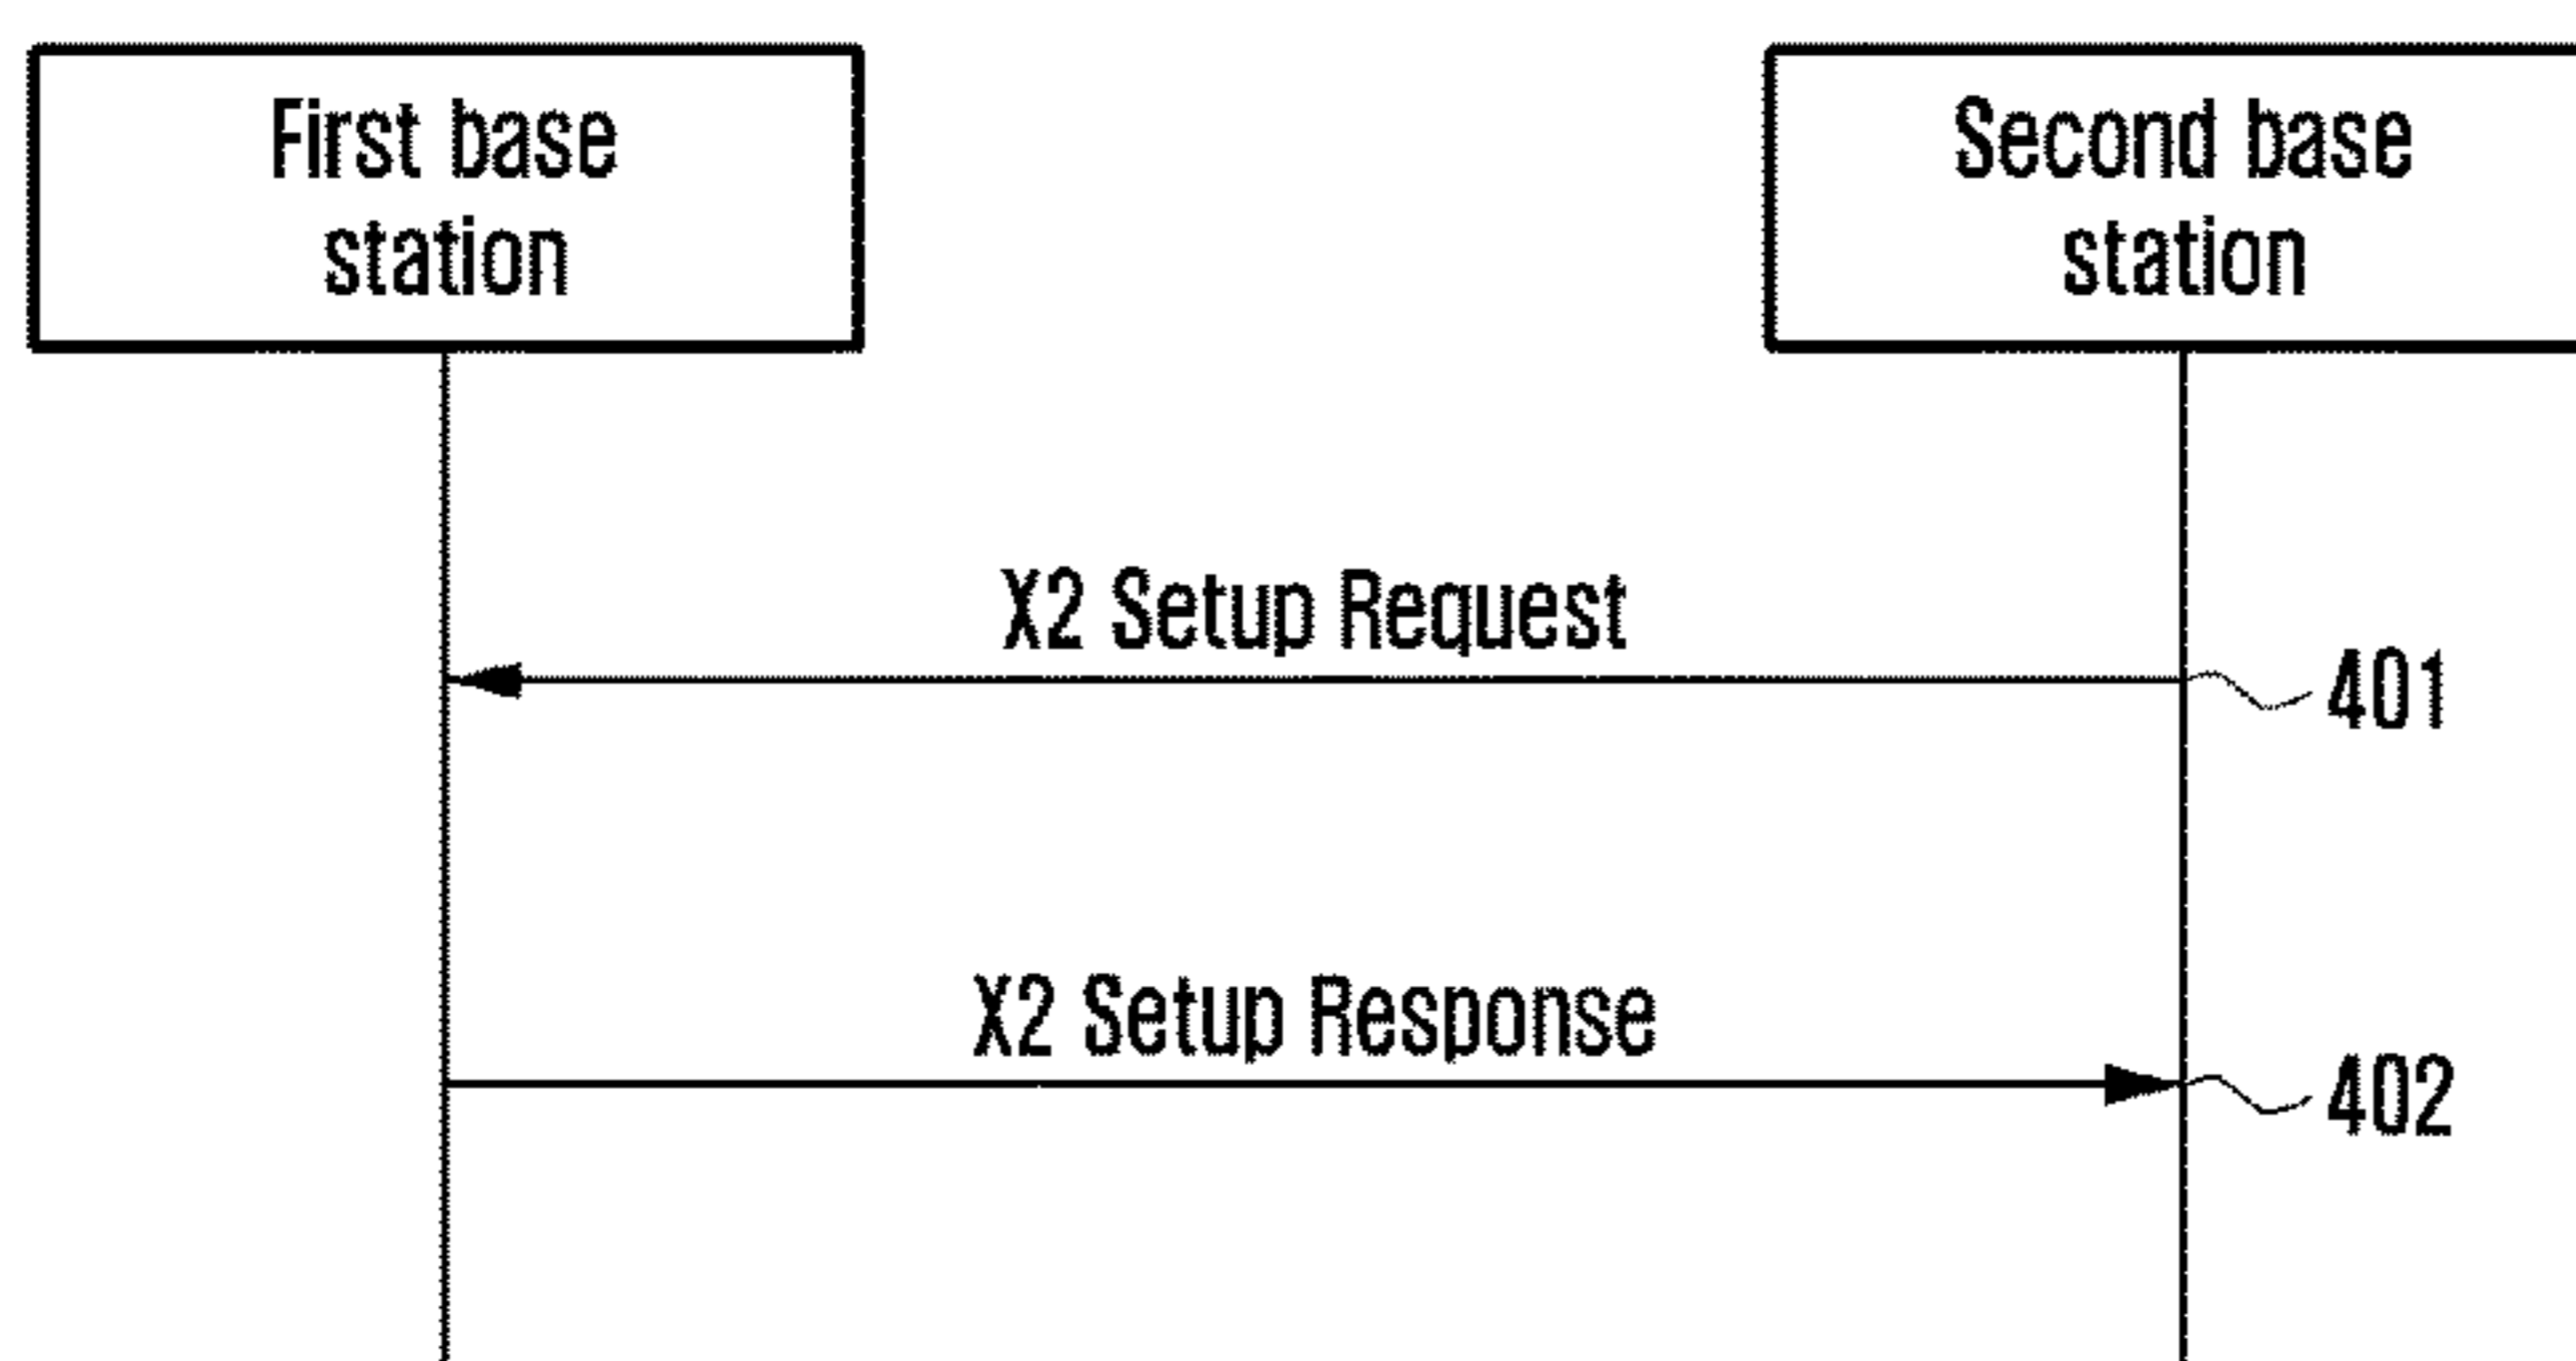 First base
station
Second base
station
X2 Setup Request
401
X2 Setup Response
402